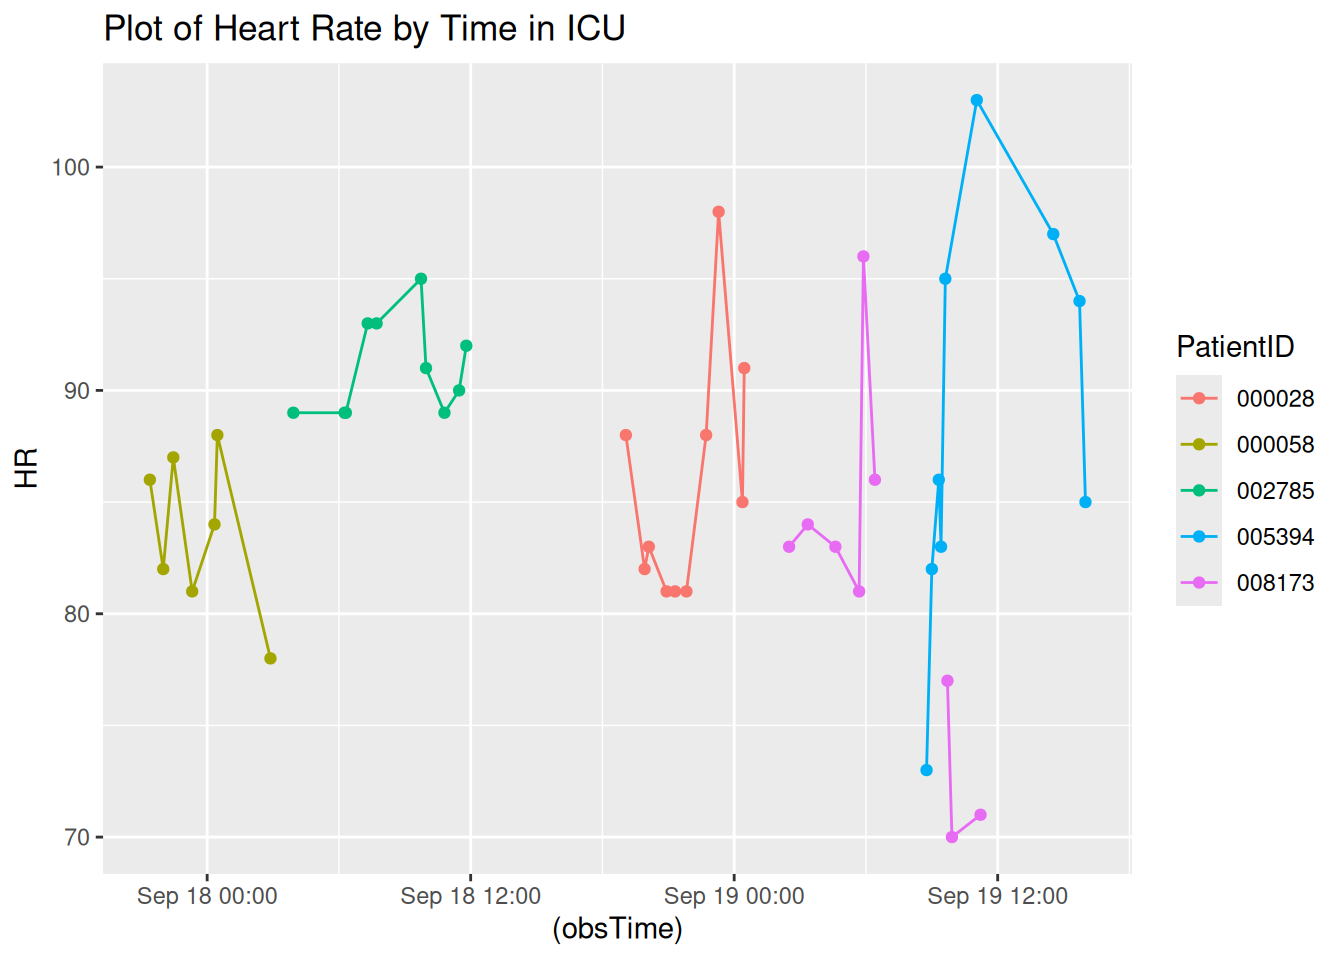 Plot of Heart Rate by Time in ICU
HR
100
90
80
70
Sep 18 00:00
Sep 18 12:00
Sep 19 00:00
Sep 19 12:00
(obsTime)
PatientID
000028
000058
002785
005394
008173